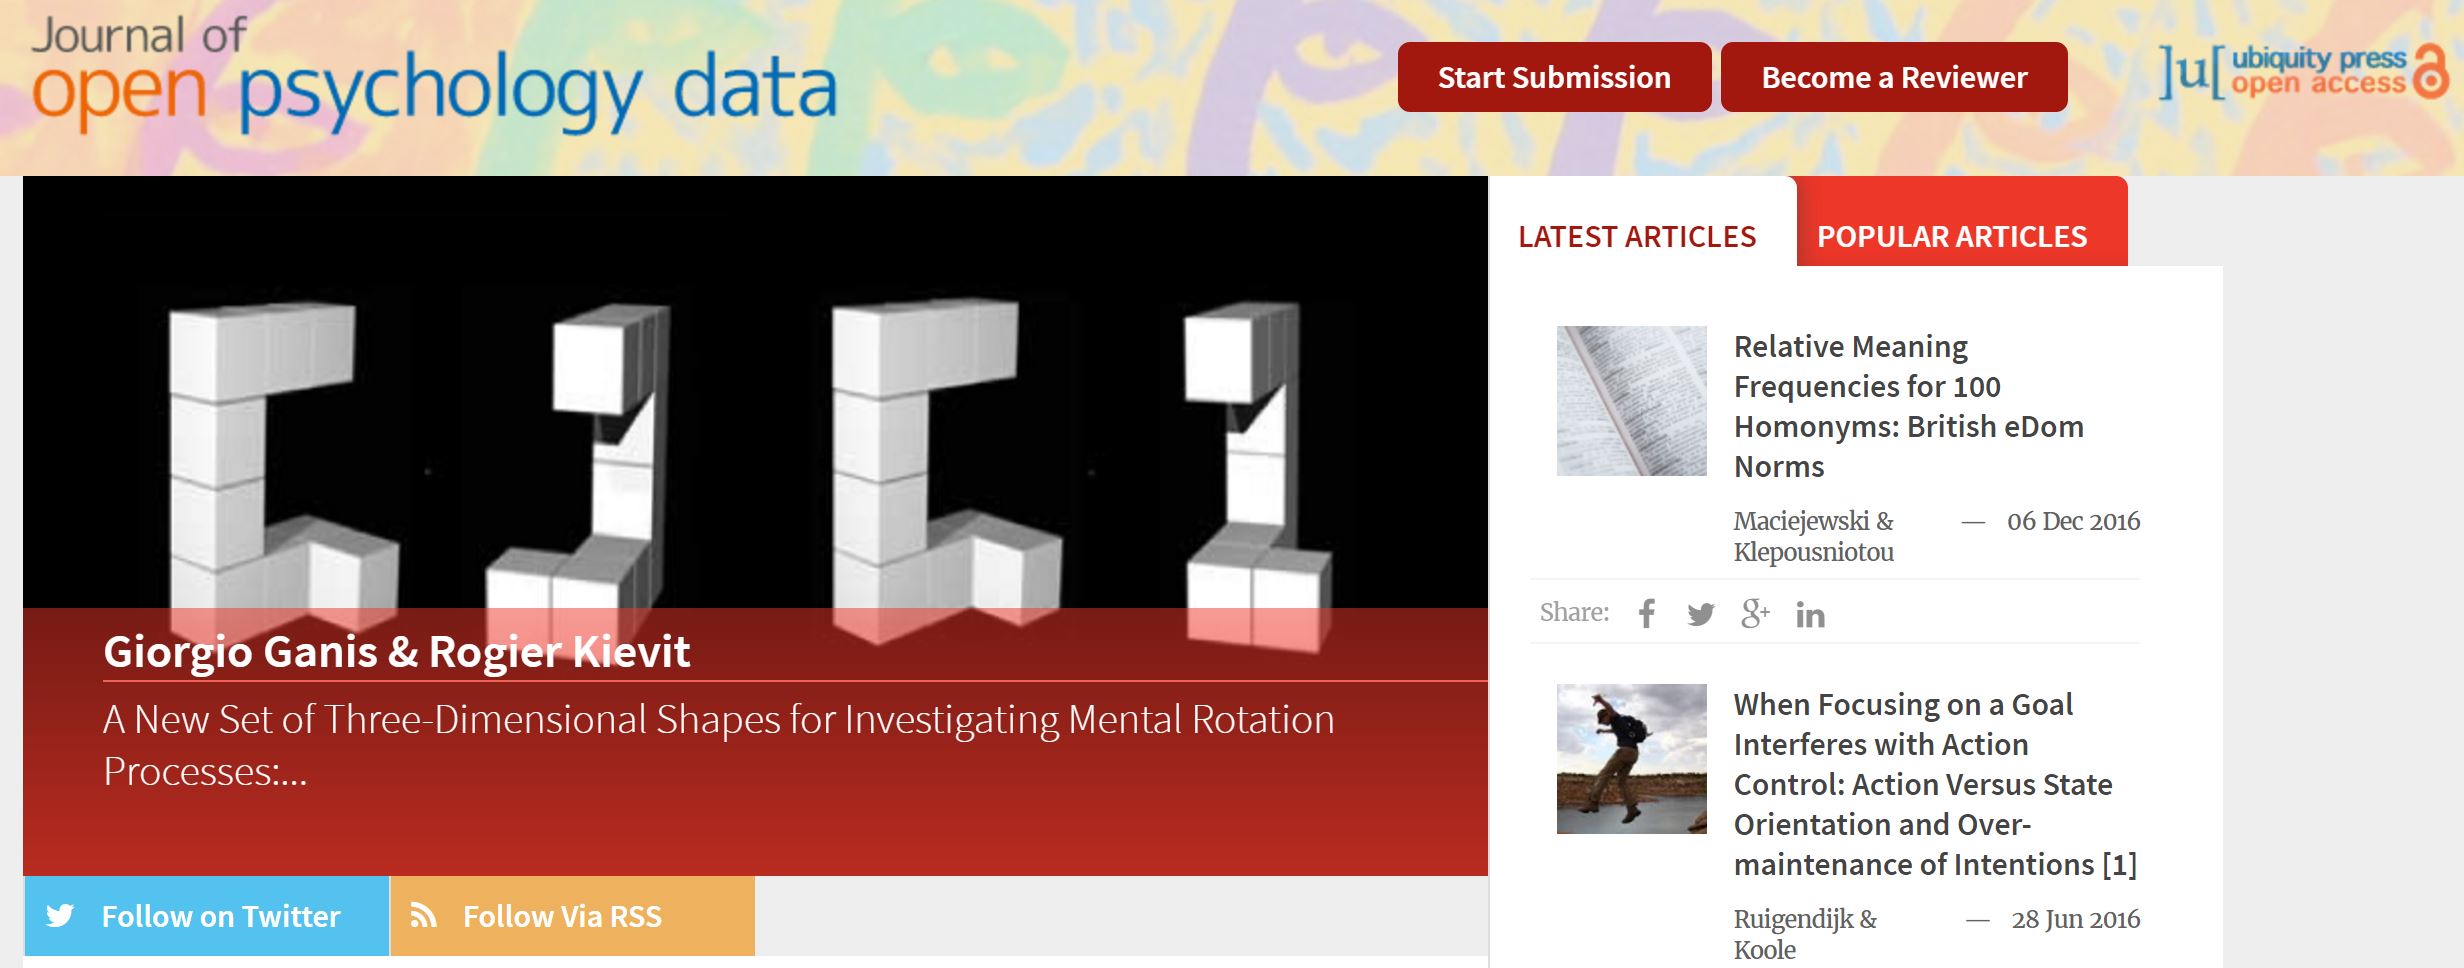 Journal of
open psychology data
Start Submission
Become a Reviewer
]u[ ubiquity press
open access
Giorgio Ganis & Rogier Kievit
A New Set of Three-Dimensional Shapes for Investigating Mental Rotation
Processes:...
Follow on Twitter
Follow Via RSS
LATEST ARTICLES
POPULAR ARTICLES
Relative Meaning
Frequencies for 100
Homonyms: British eDom
Norms
Maciejewski & — 06 Dec 2016
Klepousniotou
Share:
When Focusing on a Goal
Interferes with Action
Control: Action Versus State
Orientation and Over-
maintenance of Intentions [1]
Ruigendijk & — 28 Jun 2016
Koole